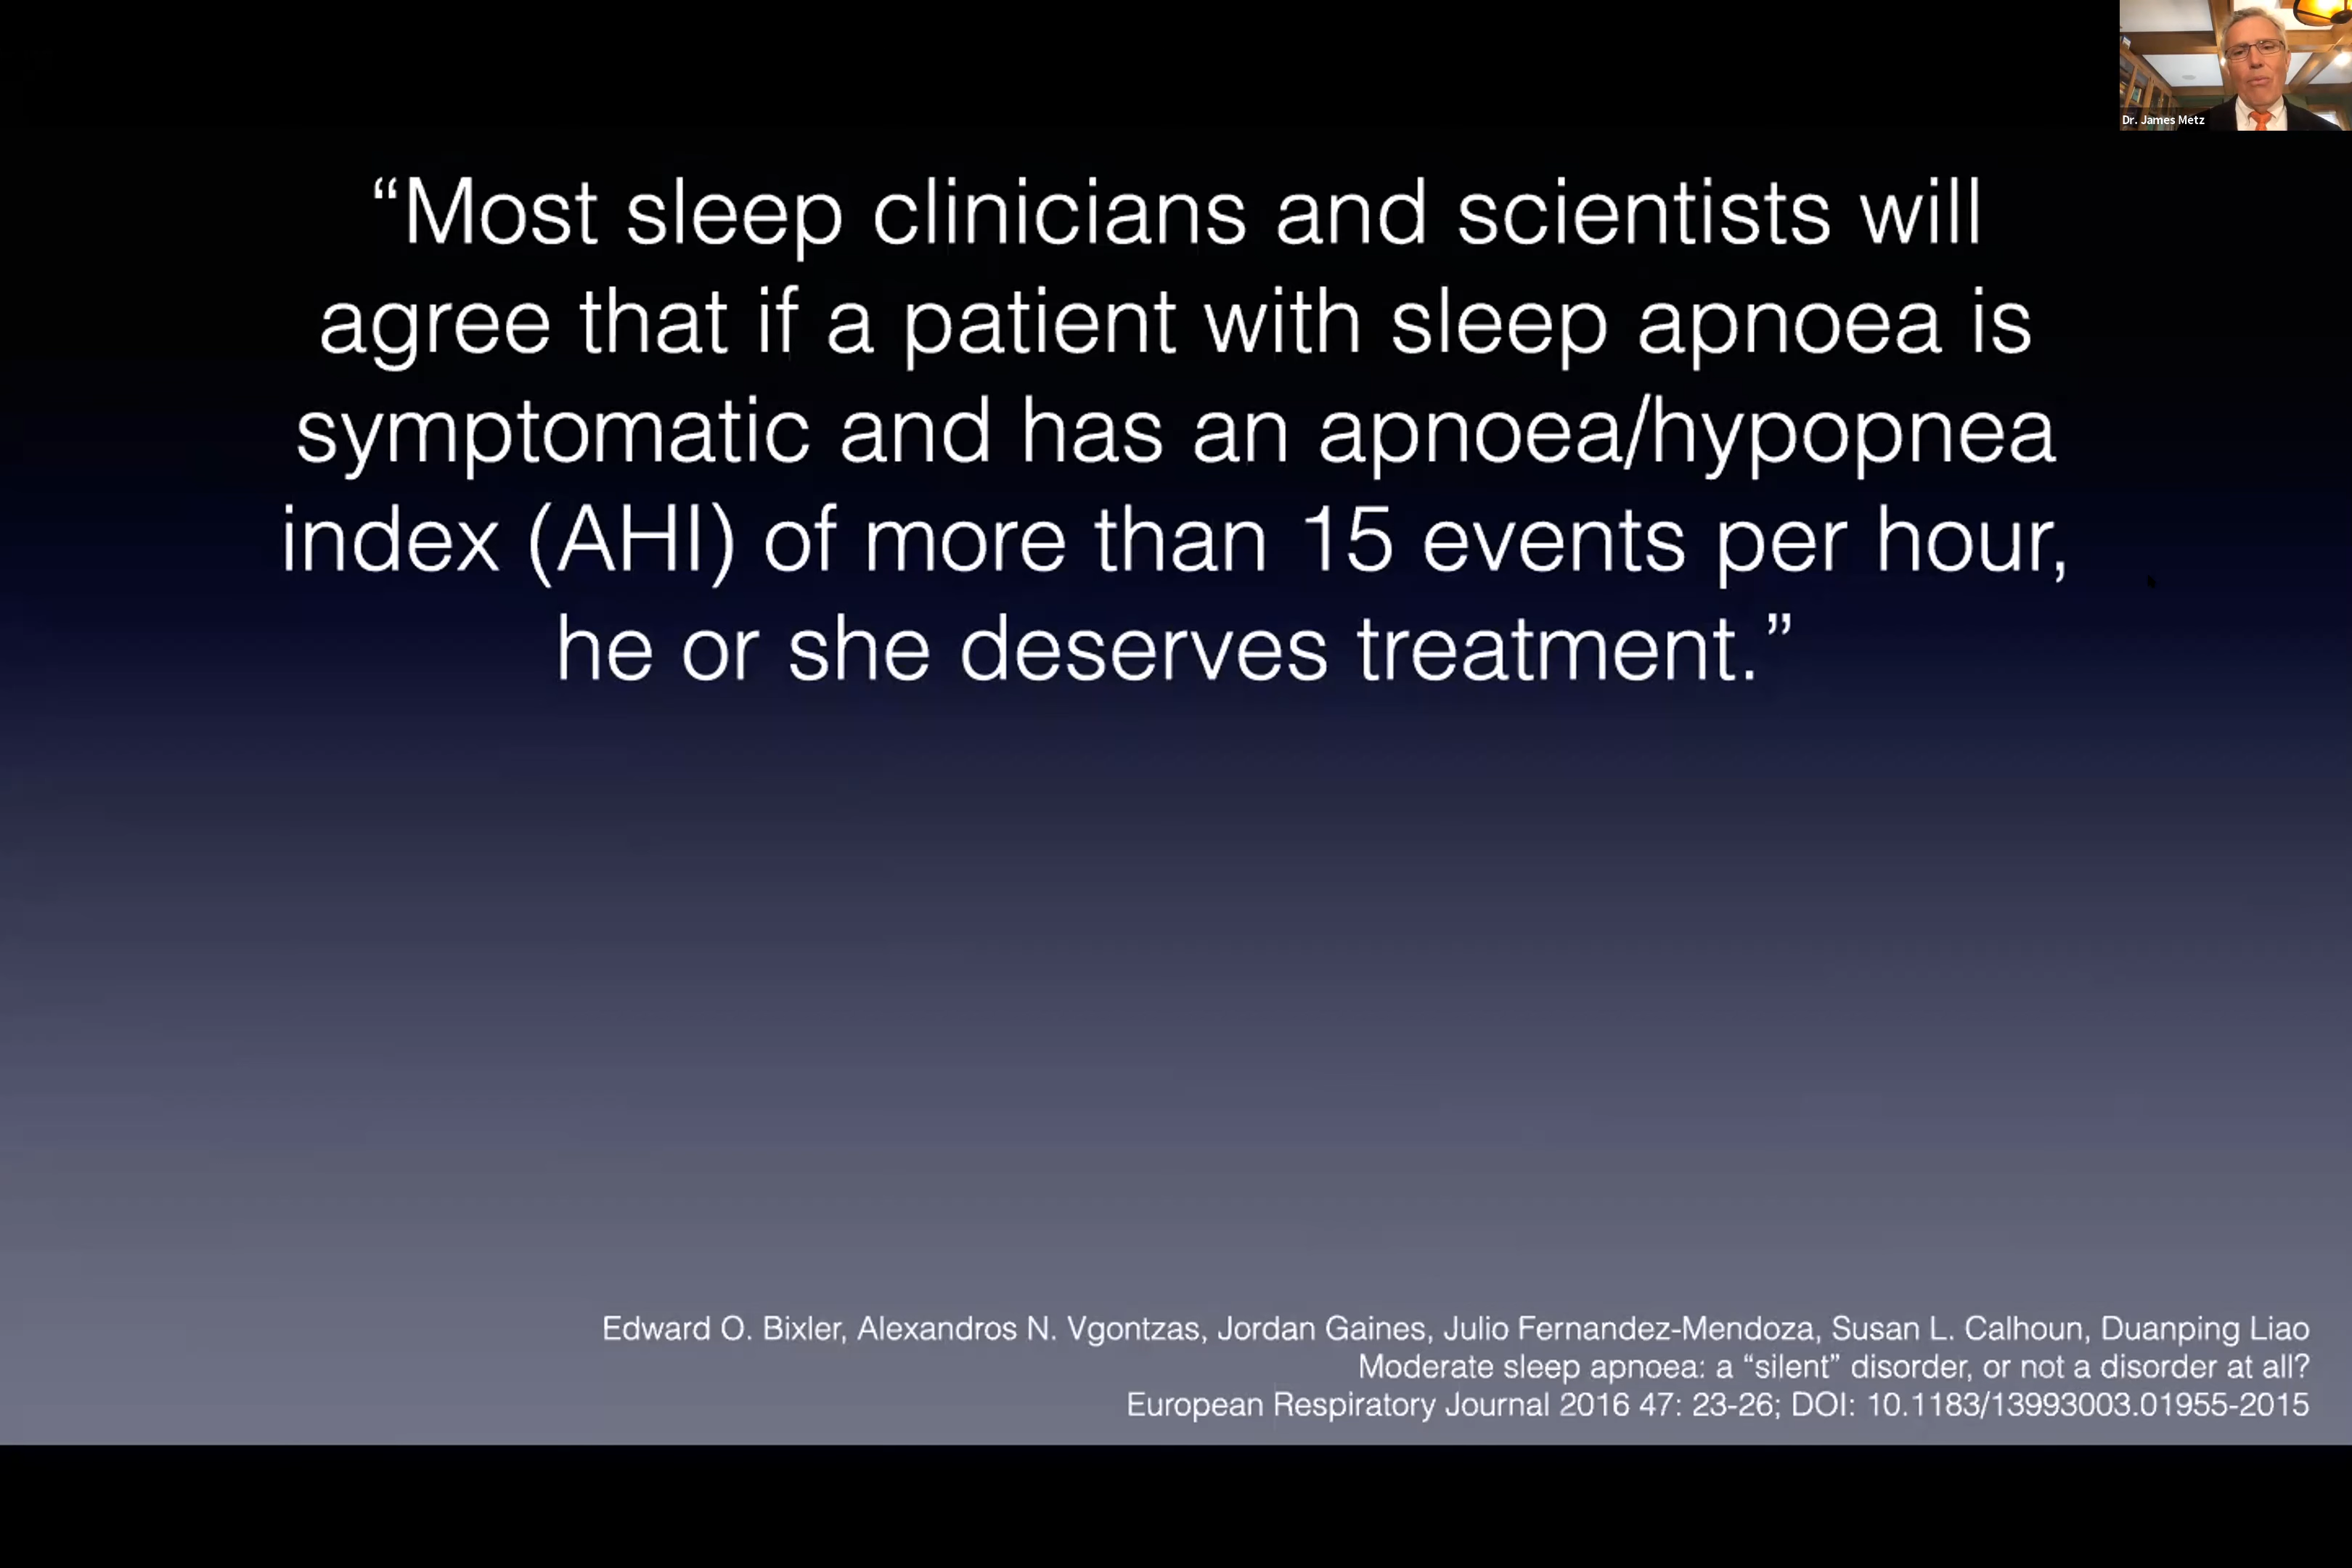 Dr. James Metz
“Most sleep clinicians and scientists will
agree that if a patient with sleep apnoea is
symptomatic and has an apnoea/hypopnea
index (AHI) of more than 15 events per hour,
he or she deserves treatment.”
Edward O. Bixler, Alexandros N. Vgontzas, Jordan Gaines, Julio Fernandez-Mendoza, Susan L. Calhoun, Duanping Liao
Moderate sleep apnoea: a “silent” disorder, or not a disorder at all?
European Respiratory Journal 2016 47: 23-26; DOI: 10.1183/13993003.01955-2015